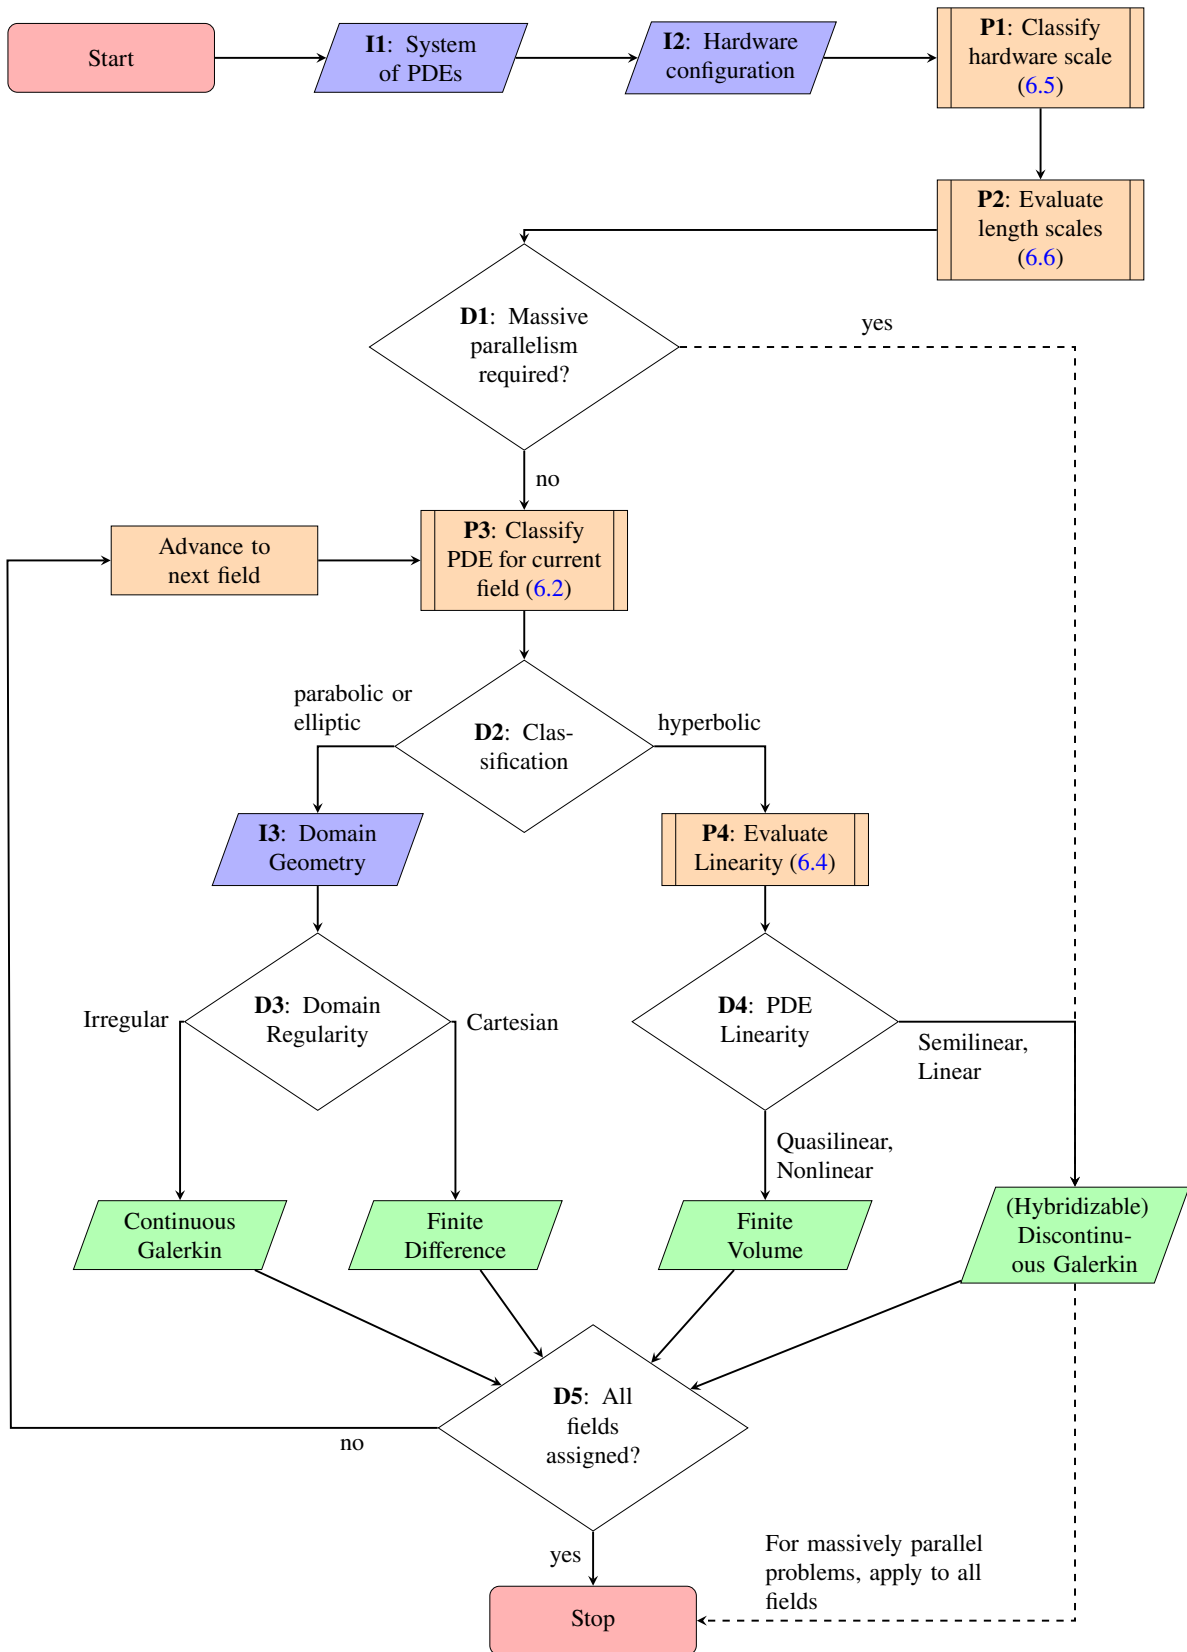 Start
I1: System
of PDEs
I2: Hardware
configuration
P1: Classify
hardware scale
(6.5)
P2: Evaluate
length scales
(6.6)
D1: Massive
parallelism
required?
yes
no
Advance to
next field
P3: Classify
PDE for current
field (6.2)
parabolic or
elliptic
D2: Clas-
sification
hyperbolic
I3: Domain
Geometry
P4: Evaluate
Linearity (6.4)
Irregular
D3: Domain
Regularity
Cartesian
D4: PDE
Linearity
Semilinear,
Linear
Quasilinear,
Nonlinear
Continuous
Galerkin
Finite
Difference
Finite
Volume
(Hybridizable)
Discontinu-
ous Galerkin
D5: All
fields
assigned?
no
yes
For massively parallel
problems, apply to all
fields
Stop